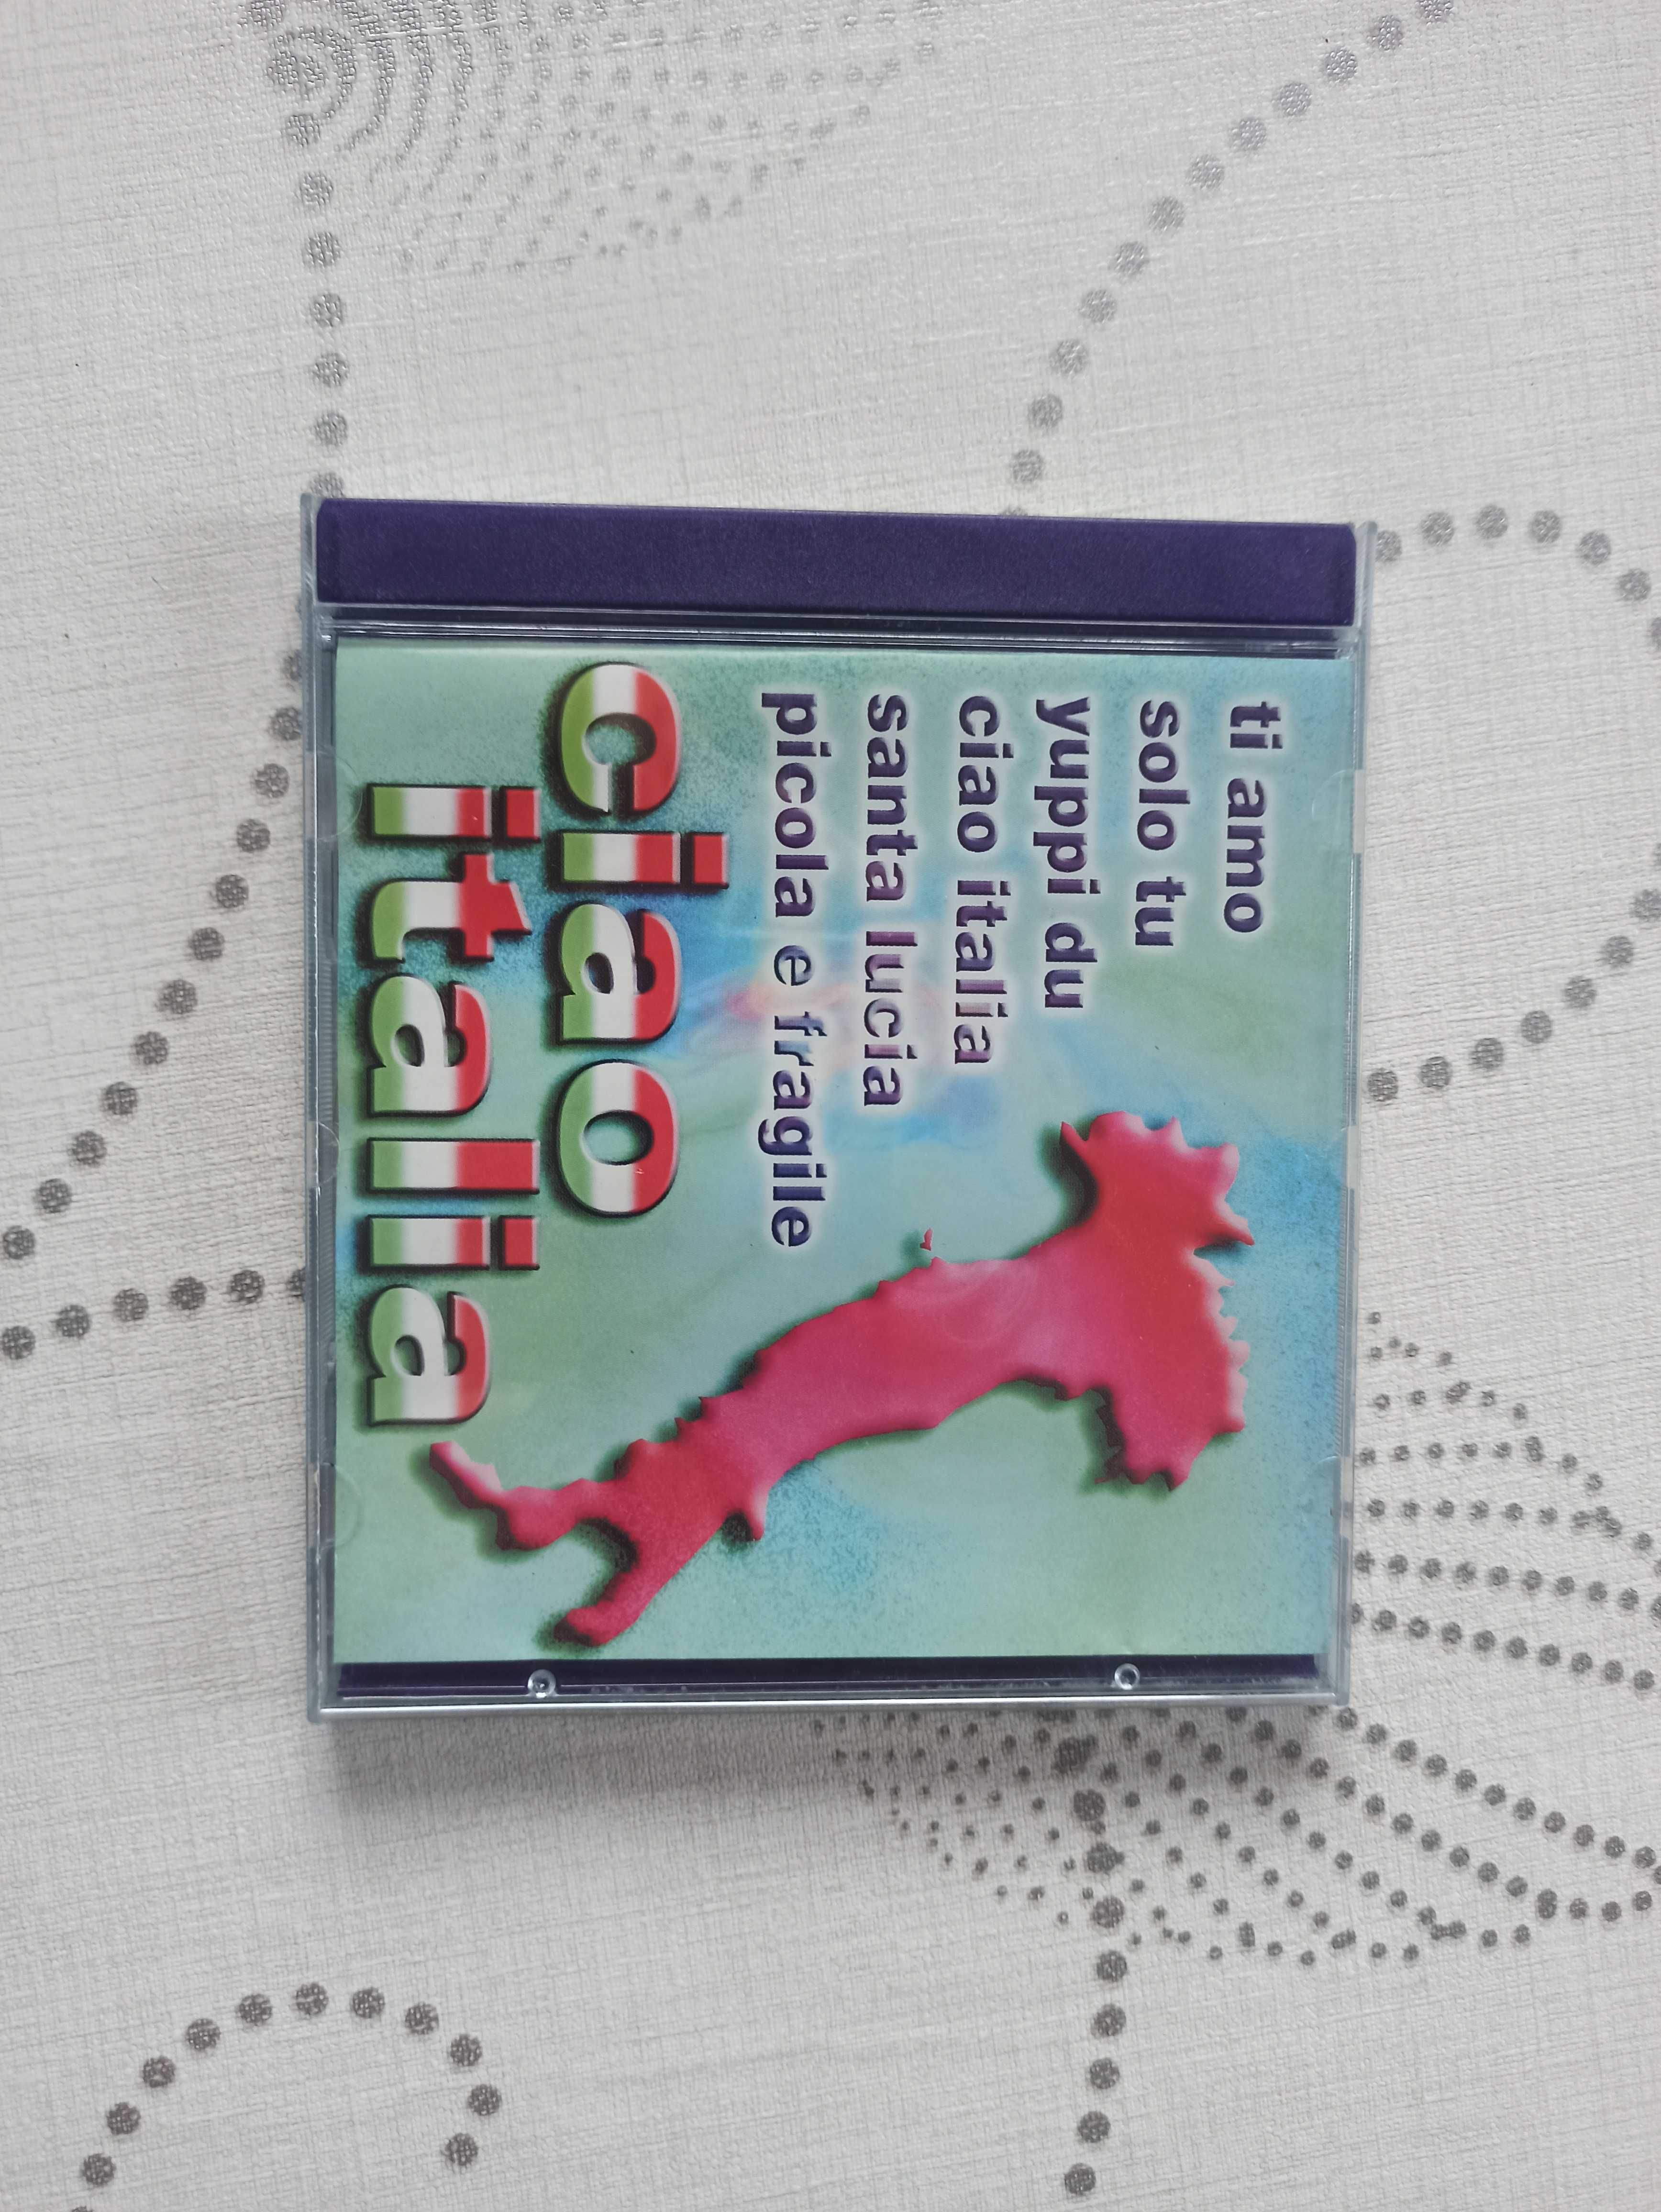 ti amo
solo tu
yuppi du
ciao italia
santa lucia
picola e fragile
ciao
italia